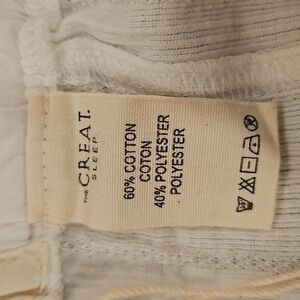 THE
GREAT.
SLEEP
60% COTTON
COTON
40% POLYESTER
POLYESTER